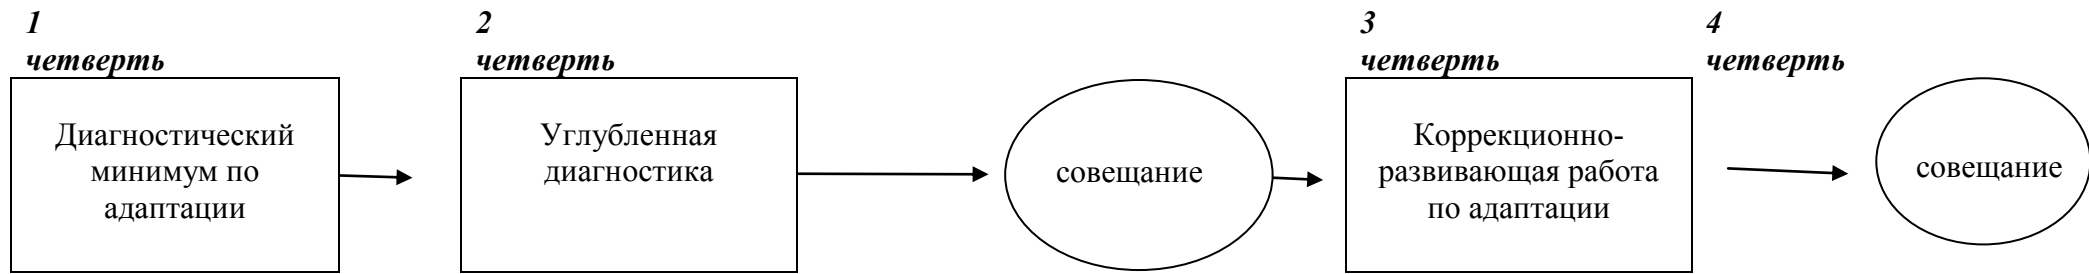 1
четверть
2
четверть
3
четверть
4
четверть
Диагностический
минимум по
адаптации
Углубленная
диагностика
совещание
Коррекционно-
развивающая работа
по адаптации
совещание